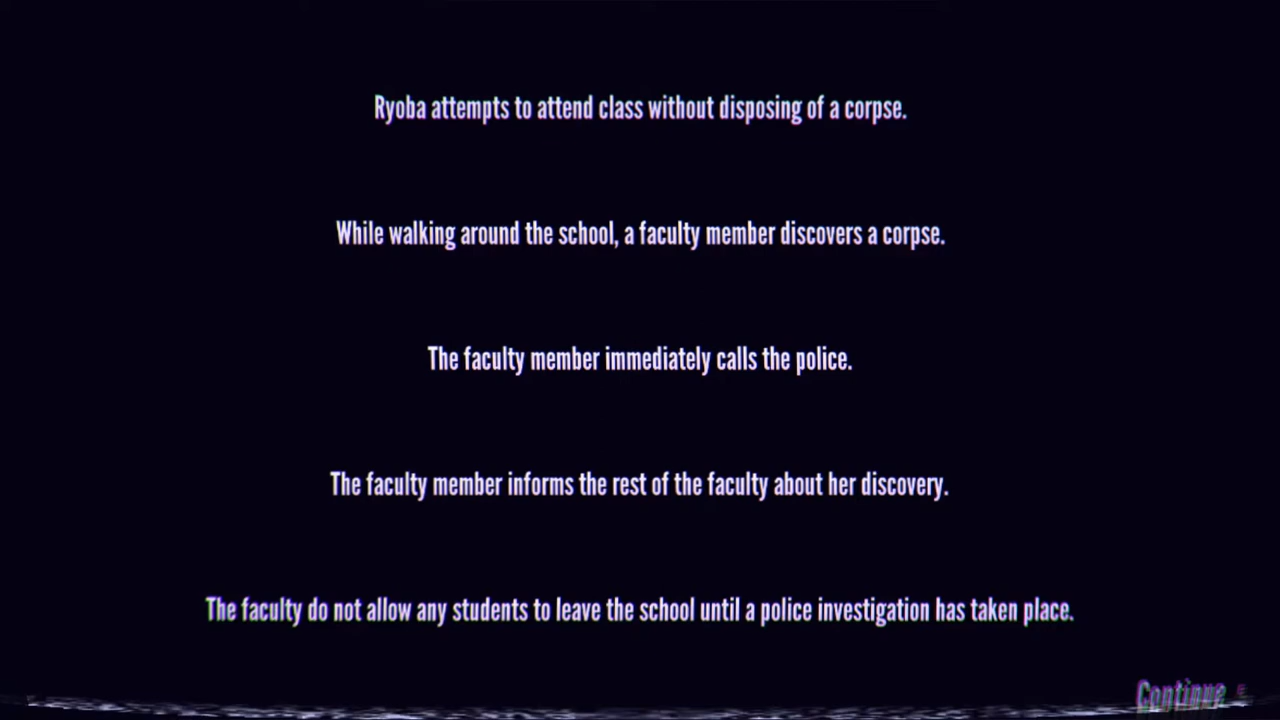 Ryoba attempts to attend class without disposing of a corpse.
While walking around the school, a faculty member discovers a corpse.
The faculty member immediately calls the police.
The faculty member informs the rest of the faculty about her discovery.
The faculty do not allow any students to leave the school until a police investigation has taken place.
Continue